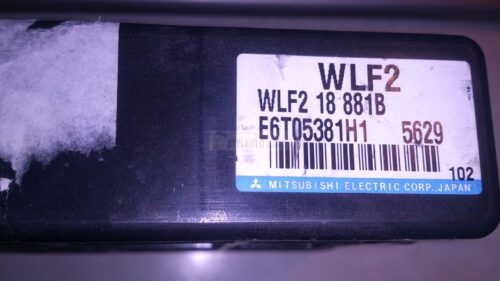 WLF2
WLF2 18 881B
E6T05381H1 5629
102
MITSUBISHI ELECTRIC CORP., JAPAN